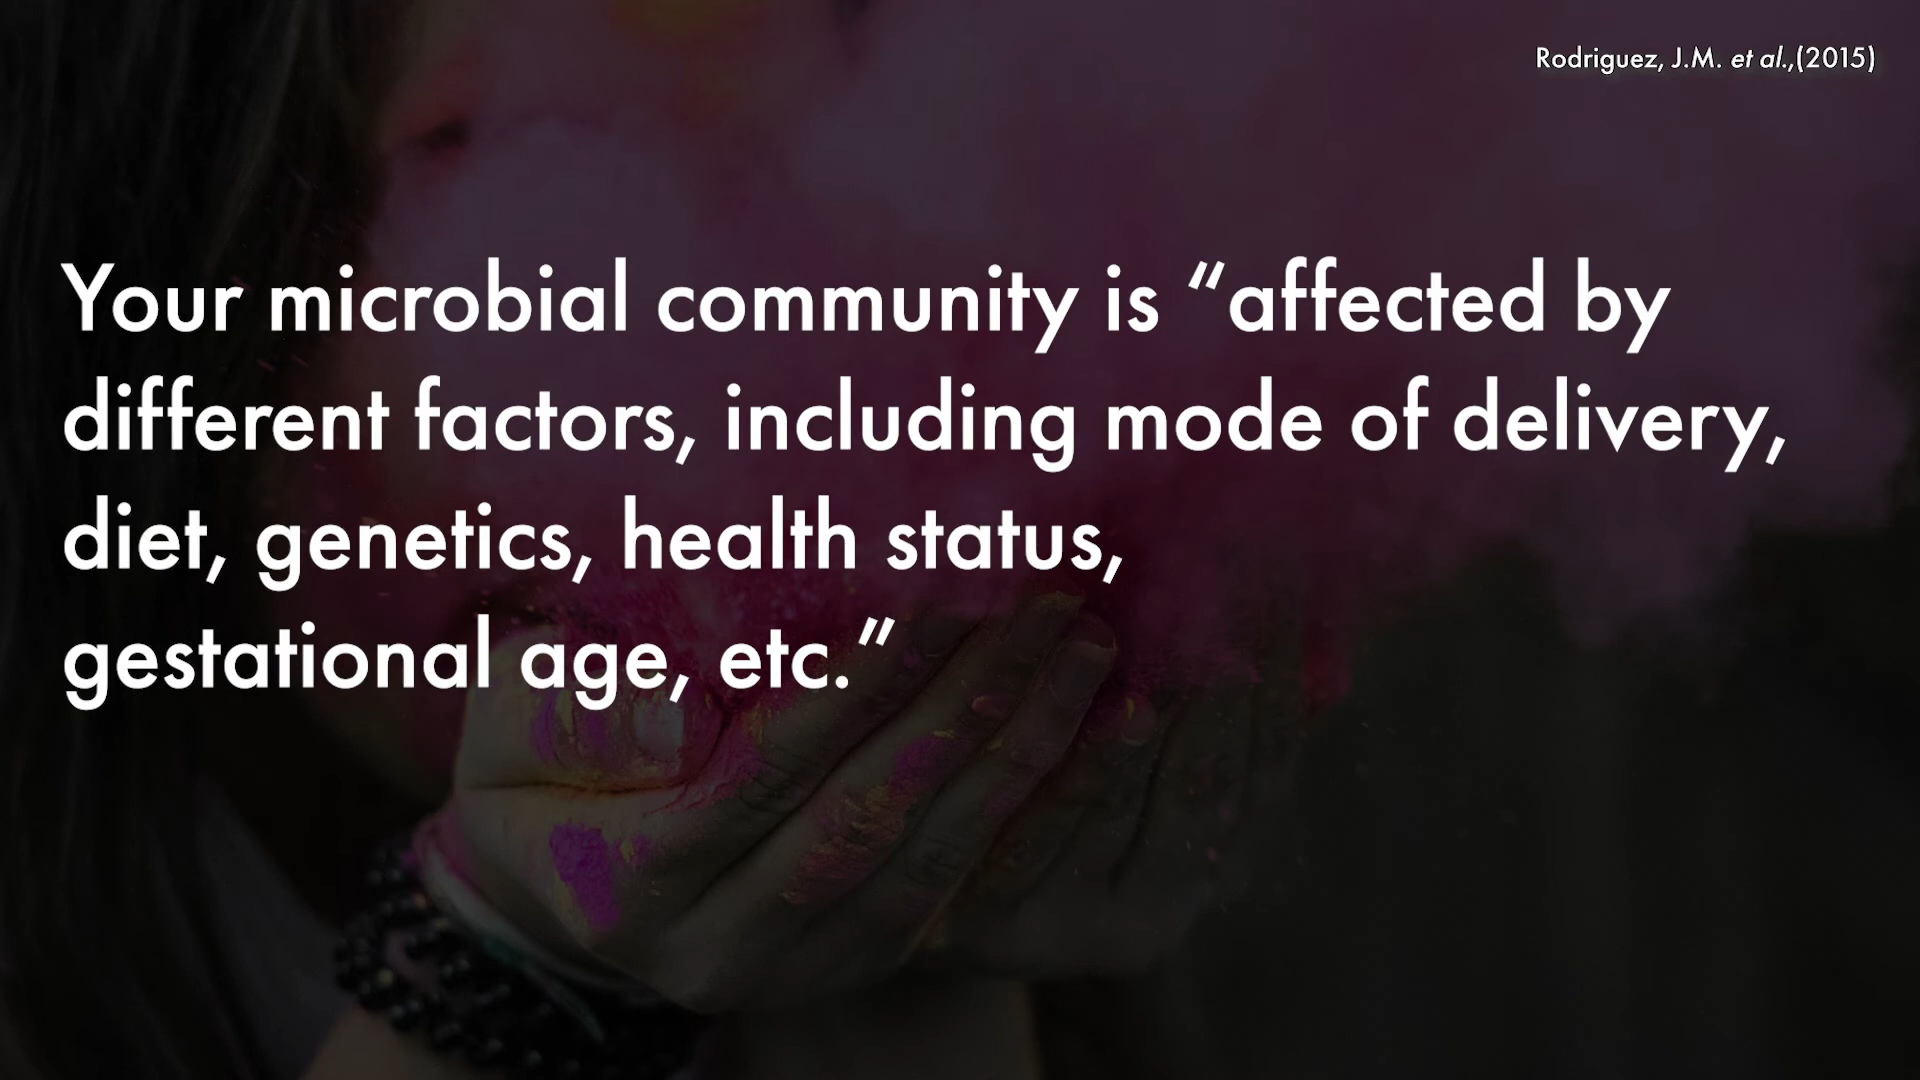 Rodriguez, J.M. et al.,(2015)
Your microbial community is “affected by
different factors, including mode of delivery,
diet, genetics, health status,
gestational age, etc.”